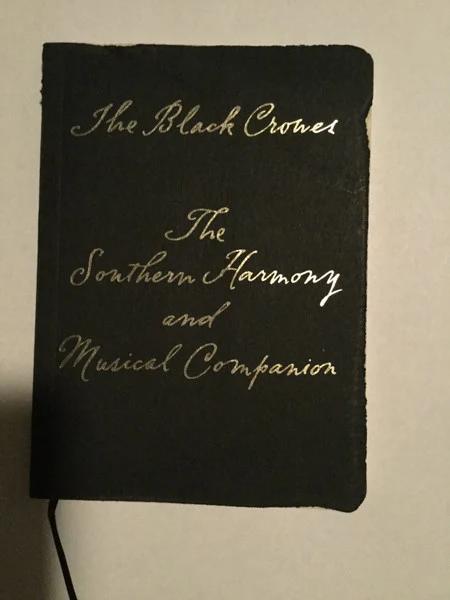 The Black Crowes
The
Southern Harmony
and
Musical Companion